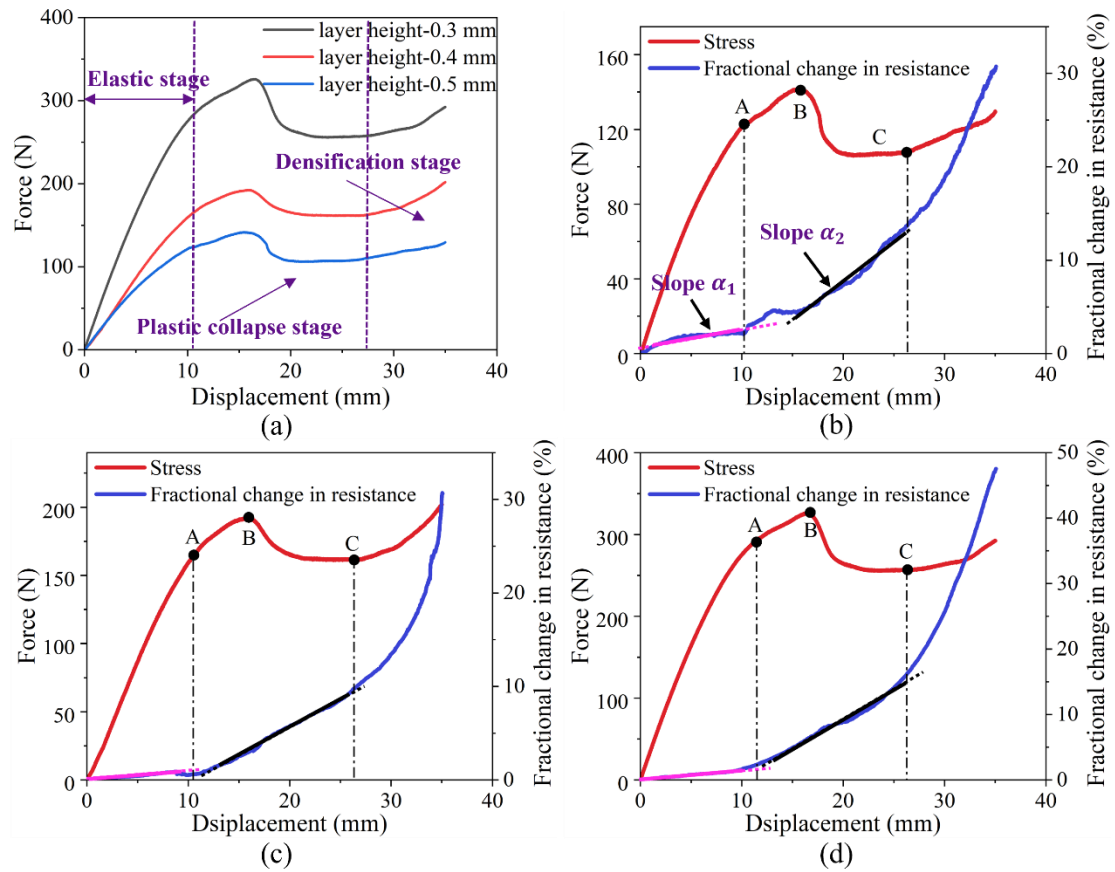 400
300
200
100
0
Force (N)
layer height-0.3 mm
layer height-0.4 mm
layer height-0.5 mm
Elastic stage
Densification stage
Plastic collapse stage
0 10 20 30 40
Displacement (mm)
(a)
160
120
80
40
0
Force (N)
Stress
Fractional change in resistance
A
B
C
Slope α₁
Slope α₂
30
20
10
0
Fractional change in resistance (%)
0 10 20 30 40
Dsiplacement (mm)
(b)
200
150
100
50
0
Force (N)
Stress
Fractional change in resistance
A
B
C
30
20
10
0
Fractional change in resistance (%)
0 10 20 30 40
Dsiplacement (mm)
(c)
400
300
200
100
0
Force (N)
Stress
Fractional change in resistance
A
B
C
50
40
30
20
10
0
Fractional change in resistance (%)
0 10 20 30 40
Dsiplacement (mm)
(d)